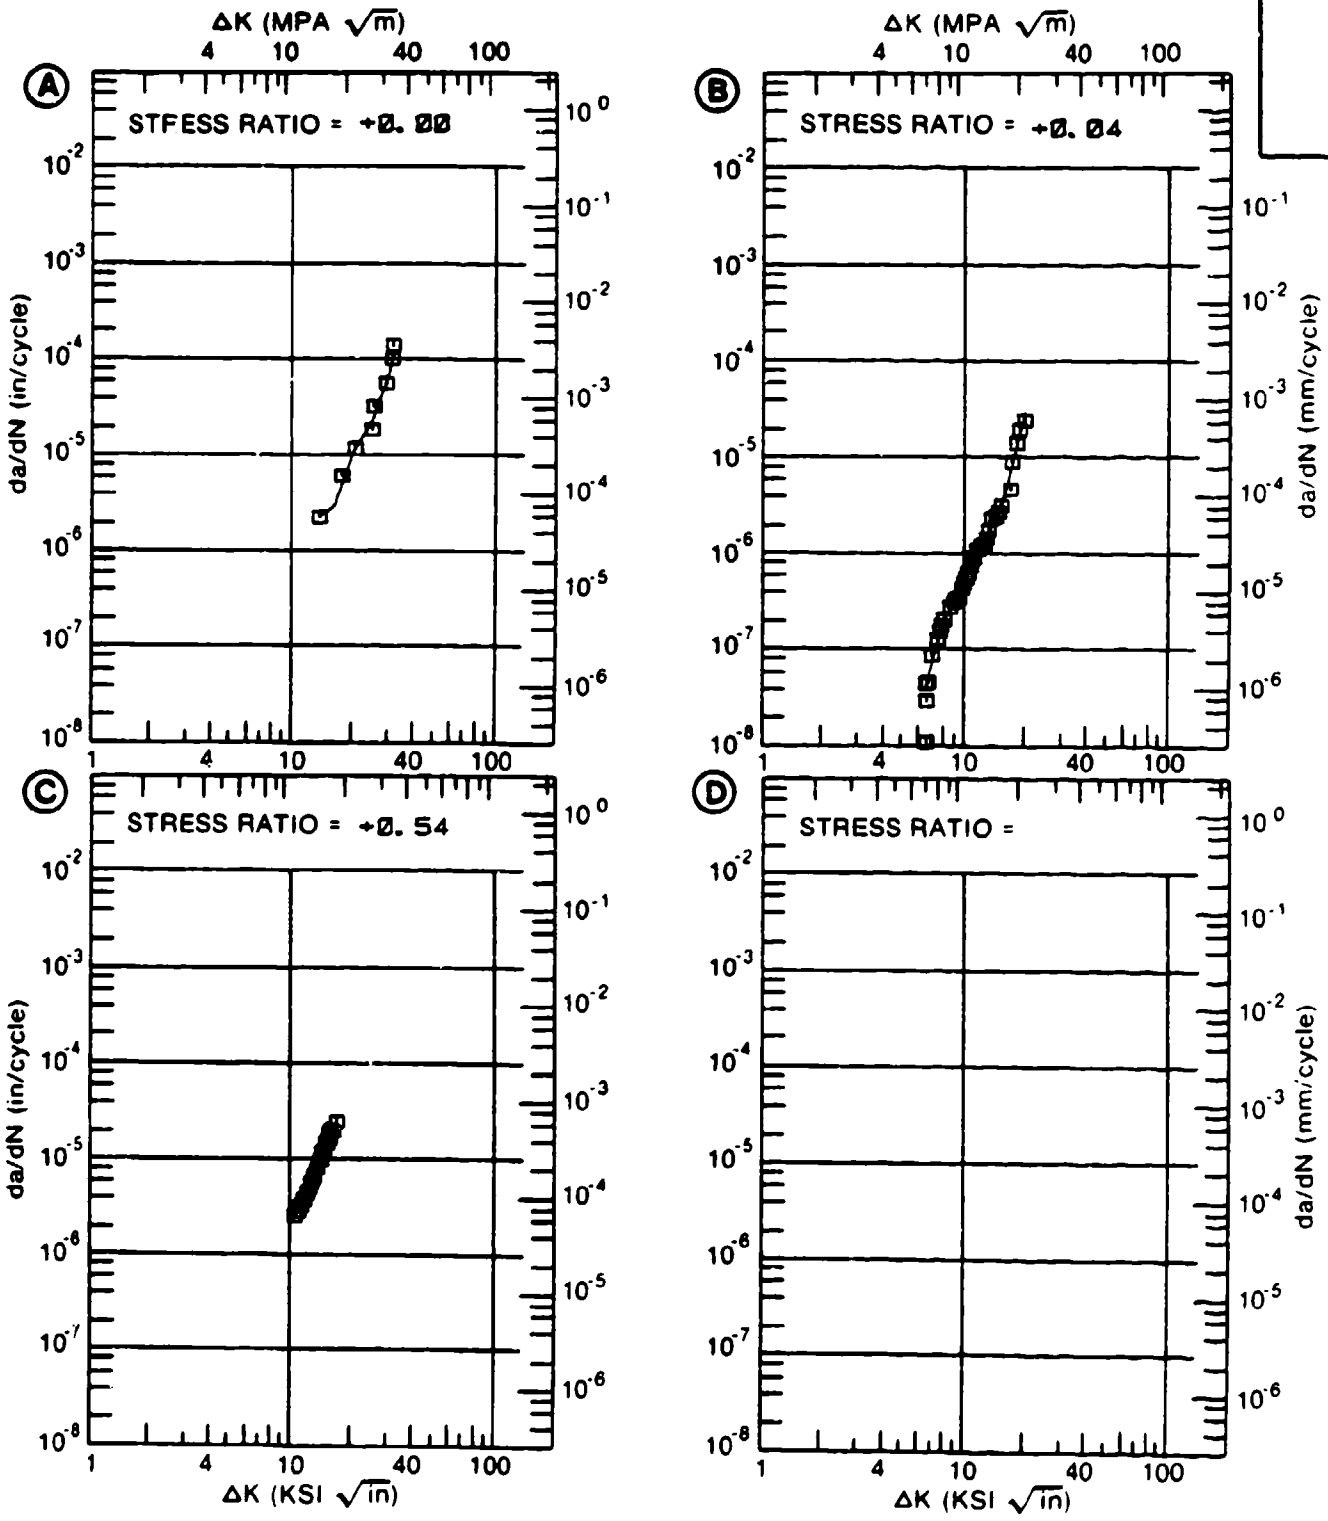 ΔK (MPA √m)
4 10 40 100
A
STFESS RATIO = +0.00
10^0
10^-2
10^-1
10^-3
10^-2
10^-4
10^-3
10^-5
10^-4
10^-6
10^-5
10^-7
10^-6
10^-8
da/dN (in/cycle)
1 4 10 40 100
ΔK (MPA √m)
4 10 40 100
B
STRESS RATIO = +0.04
10^-2
10^-1
10^-3
10^-2
10^-4
10^-3
10^-5
10^-4
10^-6
10^-5
10^-7
10^-6
10^-8
da/dN (mm/cycle)
1 4 10 40 100
C
STRESS RATIO = +0.54
10^0
10^-2
10^-1
10^-3
10^-2
10^-4
10^-3
10^-5
10^-4
10^-6
10^-5
10^-7
10^-6
10^-8
da/dN (in/cycle)
1 4 10 40 100
ΔK (KSI √in)
D
STRESS RATIO =
10^0
10^-2
10^-1
10^-3
10^-2
10^-4
10^-3
10^-5
10^-4
10^-6
10^-5
10^-7
10^-6
10^-8
da/dN (mm/cycle)
1 4 10 40 100
ΔK (KSI √in)